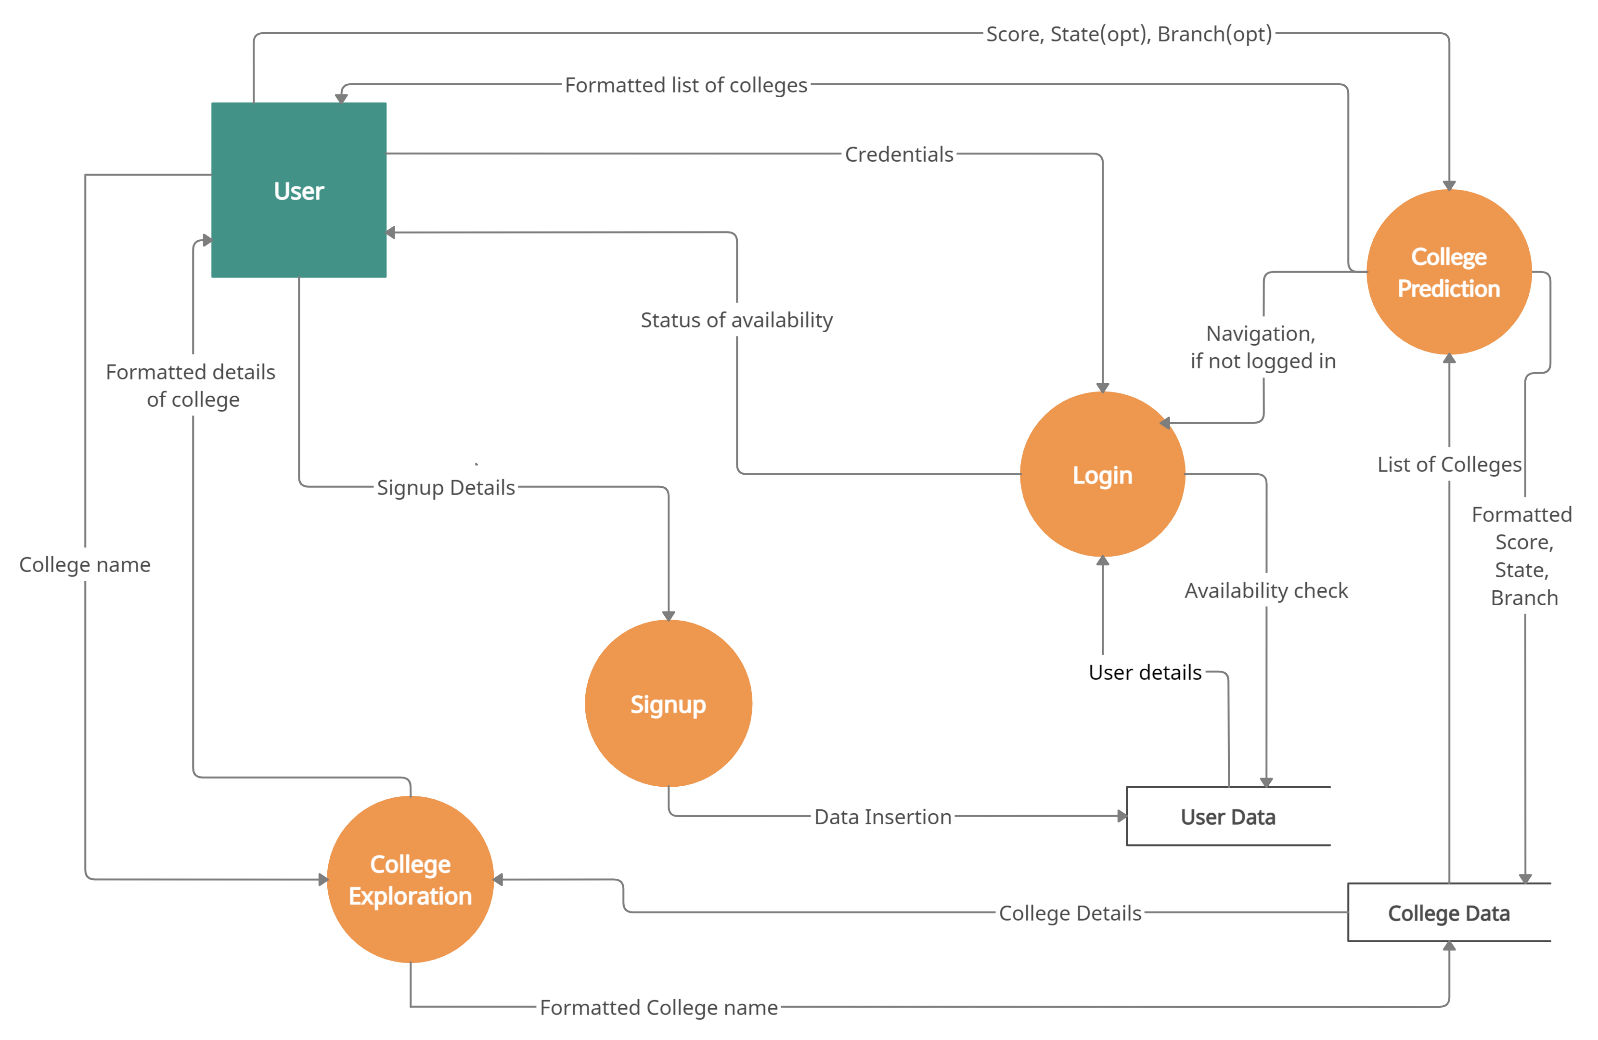 Score, State(opt), Branch(opt)
Formatted list of colleges
Credentials
User
College
Prediction
Status of availability
Navigation,
if not logged in
Formatted details
of college
List of Colleges
Login
Signup Details
Formatted
Score,
State,
Branch
College name
Availability check
User details
Signup
Data Insertion
User Data
College
Exploration
College Details
College Data
Formatted College name